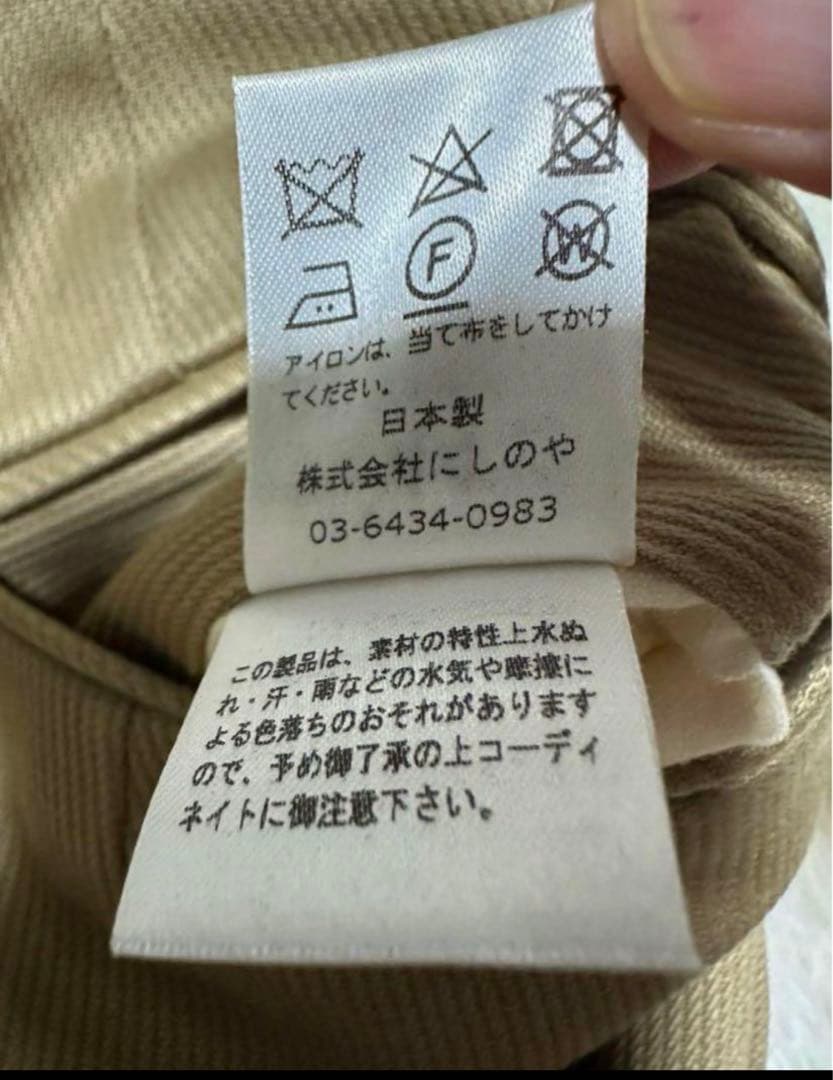 F
W
アイロンは、当て布をしてかけ
てください。
日本製
株式会社にしのや
03-6434-0983
この製品は、素材の特性上水ぬ
れ・汗・雨などの水気や摩擦に
よる色落ちのおそれがあります
ので、予め御了承の上コーディ
ネイトに御注意下さい。